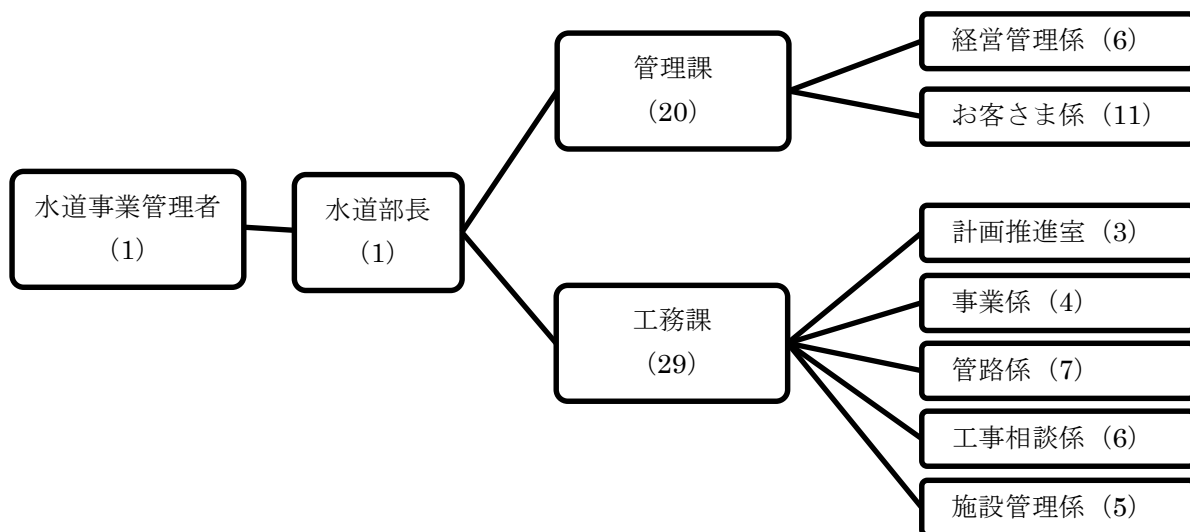 水道事業管理者
(1)
水道部長
(1)
管理課
(20)
工務課
(29)
経営管理係 (6)
お客さま係 (11)
計画推進室 (3)
事業係 (4)
管路係 (7)
工事相談係 (6)
施設管理係 (5)